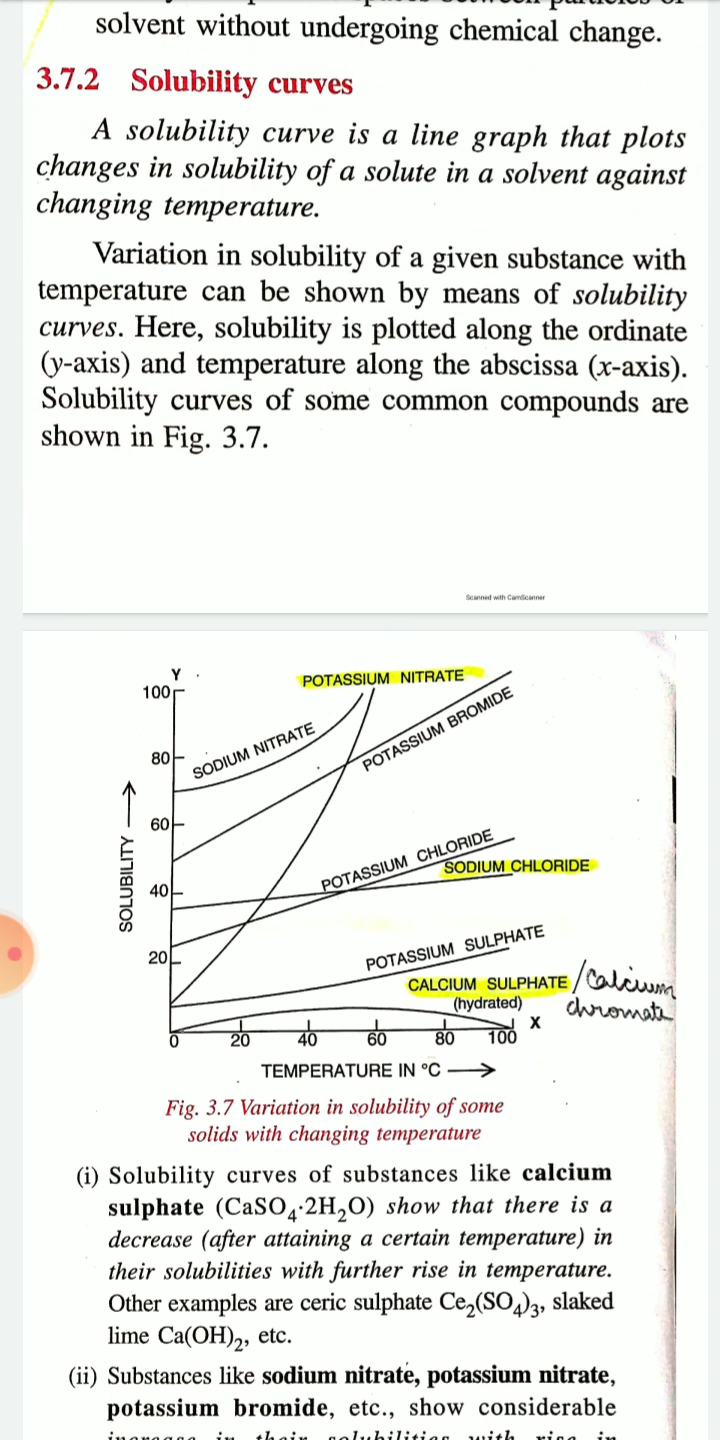 solvent without undergoing chemical change.
3.7.2 Solubility curves
A solubility curve is a line graph that plots
changes in solubility of a solute in a solvent against
changing temperature.
Variation in solubility of a given substance with
temperature can be shown by means of solubility
curves. Here, solubility is plotted along the ordinate
(y-axis) and temperature along the abscissa (x-axis).
Solubility curves of some common compounds are
shown in Fig. 3.7.
Scanned with CamScanner
Y
100
80
60
40
20
SOLUBILITY
POTASSIUM NITRATE
SODIUM NITRATE
POTASSIUM BROMIDE
POTASSIUM CHLORIDE
SODIUM CHLORIDE
POTASSIUM SULPHATE
CALCIUM SULPHATE /Calcium
(hydrated) chromate
X
0 20 40 60 80 100
TEMPERATURE IN °C
Fig. 3.7 Variation in solubility of some
solids with changing temperature
(i) Solubility curves of substances like calcium
sulphate (CaSO₄·2H₂O) show that there is a
decrease (after attaining a certain temperature) in
their solubilities with further rise in temperature.
Other examples are ceric sulphate Ce₂(SO₄)₃, slaked
lime Ca(OH)₂, etc.
(ii) Substances like sodium nitrate, potassium nitrate,
potassium bromide, etc., show considerable
increase in their solubilities with rise in